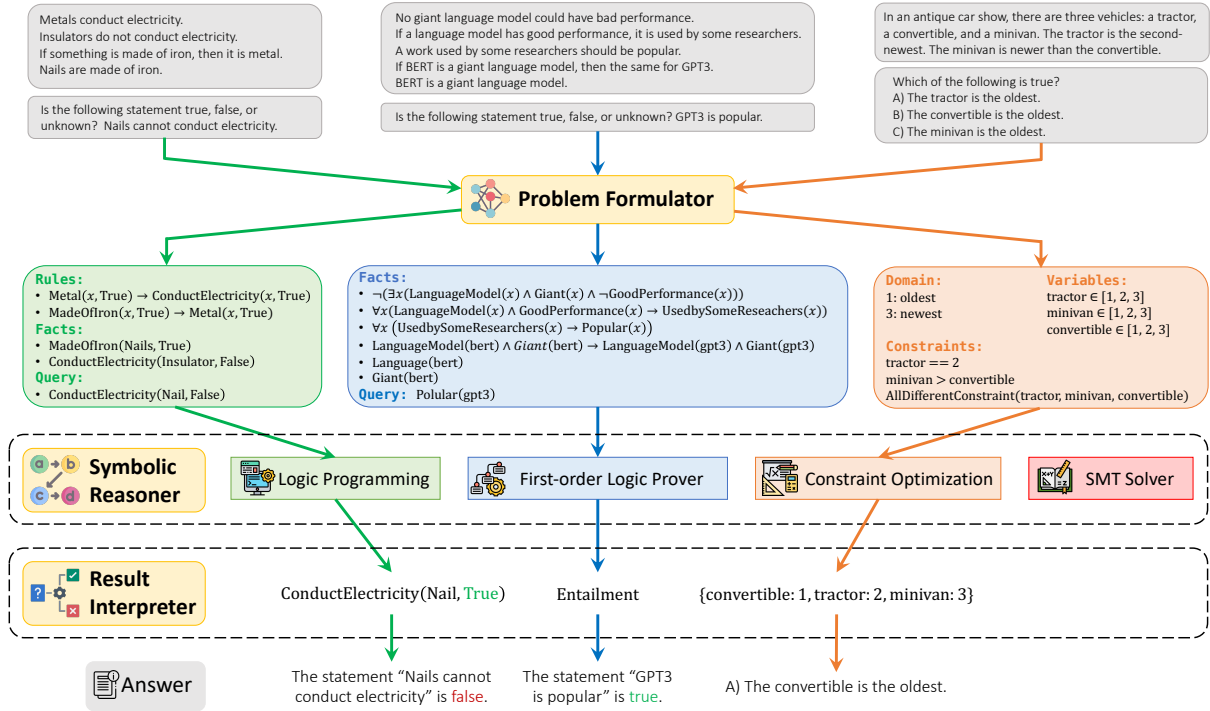 Metals conduct electricity.
Insulators do not conduct electricity.
If something is made of iron, then it is metal.
Nails are made of iron.
Is the following statement true, false, or
unknown? Nails cannot conduct electricity.
No giant language model could have bad performance.
If a language model has good performance, it is used by some researchers.
A work used by some researchers should be popular.
If BERT is a giant language model, then the same for GPT3.
BERT is a giant language model.
Is the following statement true, false, or unknown? GPT3 is popular.
In an antique car show, there are three vehicles: a tractor,
a convertible, and a minivan. The tractor is the second-
newest. The minivan is newer than the convertible.
Which of the following is true?
A) The tractor is the oldest.
B) The convertible is the oldest.
C) The minivan is the oldest.
Problem Formulator
Rules:
• Metal(x, True) → ConductElectricity(x, True)
• MadeOfIron(x, True) → Metal(x, True)
Facts:
• MadeOfIron(Nails, True)
• ConductElectricity(Insulator, False)
Query:
• ConductElectricity(Nail, False)
Facts:
• ¬(∃x(LanguageModel(x) ∧ Giant(x) ∧ ¬GoodPerformance(x)))
• ∀x(LanguageModel(x) ∧ GoodPerformance(x) → UsedbySomeReseachers(x))
• ∀x (UsedbySomeResearchers(x) → Popular(x))
• LanguageModel(bert) ∧ Giant(bert) → LanguageModel(gpt3) ∧ Giant(gpt3)
• Language(bert)
• Giant(bert)
Query: Polular(gpt3)
Domain:
1: oldest
3: newest
Variables:
tractor ∈ [1, 2, 3]
minivan ∈ [1, 2, 3]
convertible ∈ [1, 2, 3]
Constraints:
tractor == 2
minivan > convertible
AllDifferentConstraint(tractor, minivan, convertible)
a b
c d
Symbolic
Reasoner
Logic Programming
First-order Logic Prover
Constraint Optimization
SMT Solver
Result
Interpreter
ConductElectricity(Nail, True)
Entailment
{convertible: 1, tractor: 2, minivan: 3}
Answer
The statement “Nails cannot
conduct electricity” is false.
The statement “GPT3
is popular” is true.
A) The convertible is the oldest.